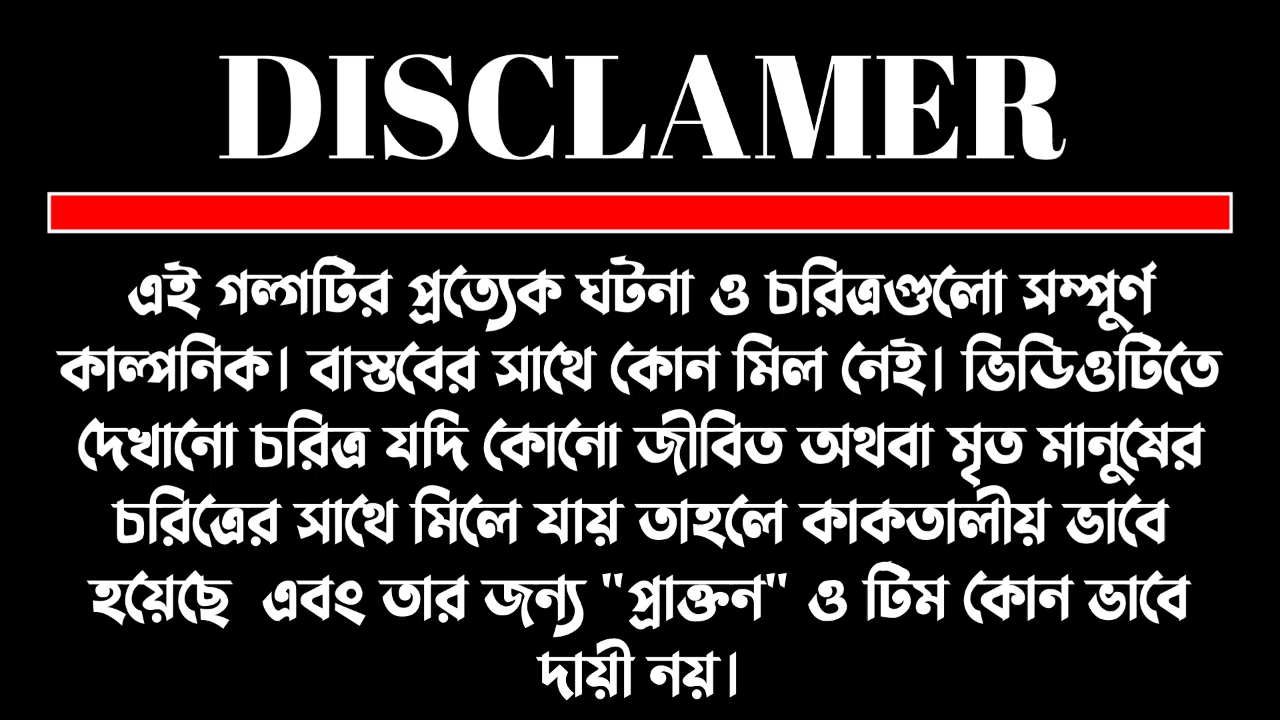 DISCLAMER
এই গল্পটির প্রত্যেক ঘটনা ও চরিত্রগুলো সম্পুর্ণ
কাল্পনিক। বাস্তবের সাথে কোন মিল নেই। ভিডিওটিতে
দেখানো চরিত্র যদি কোনো জীবিত অথবা মৃত মানুষের
চরিত্রের সাথে মিলে যায় তাহলে কাকতালীয় ভাবে
হয়েছে এবং তার জন্য "প্রাক্তন" ও টিম কোন ভাবে
দায়ী নয়।